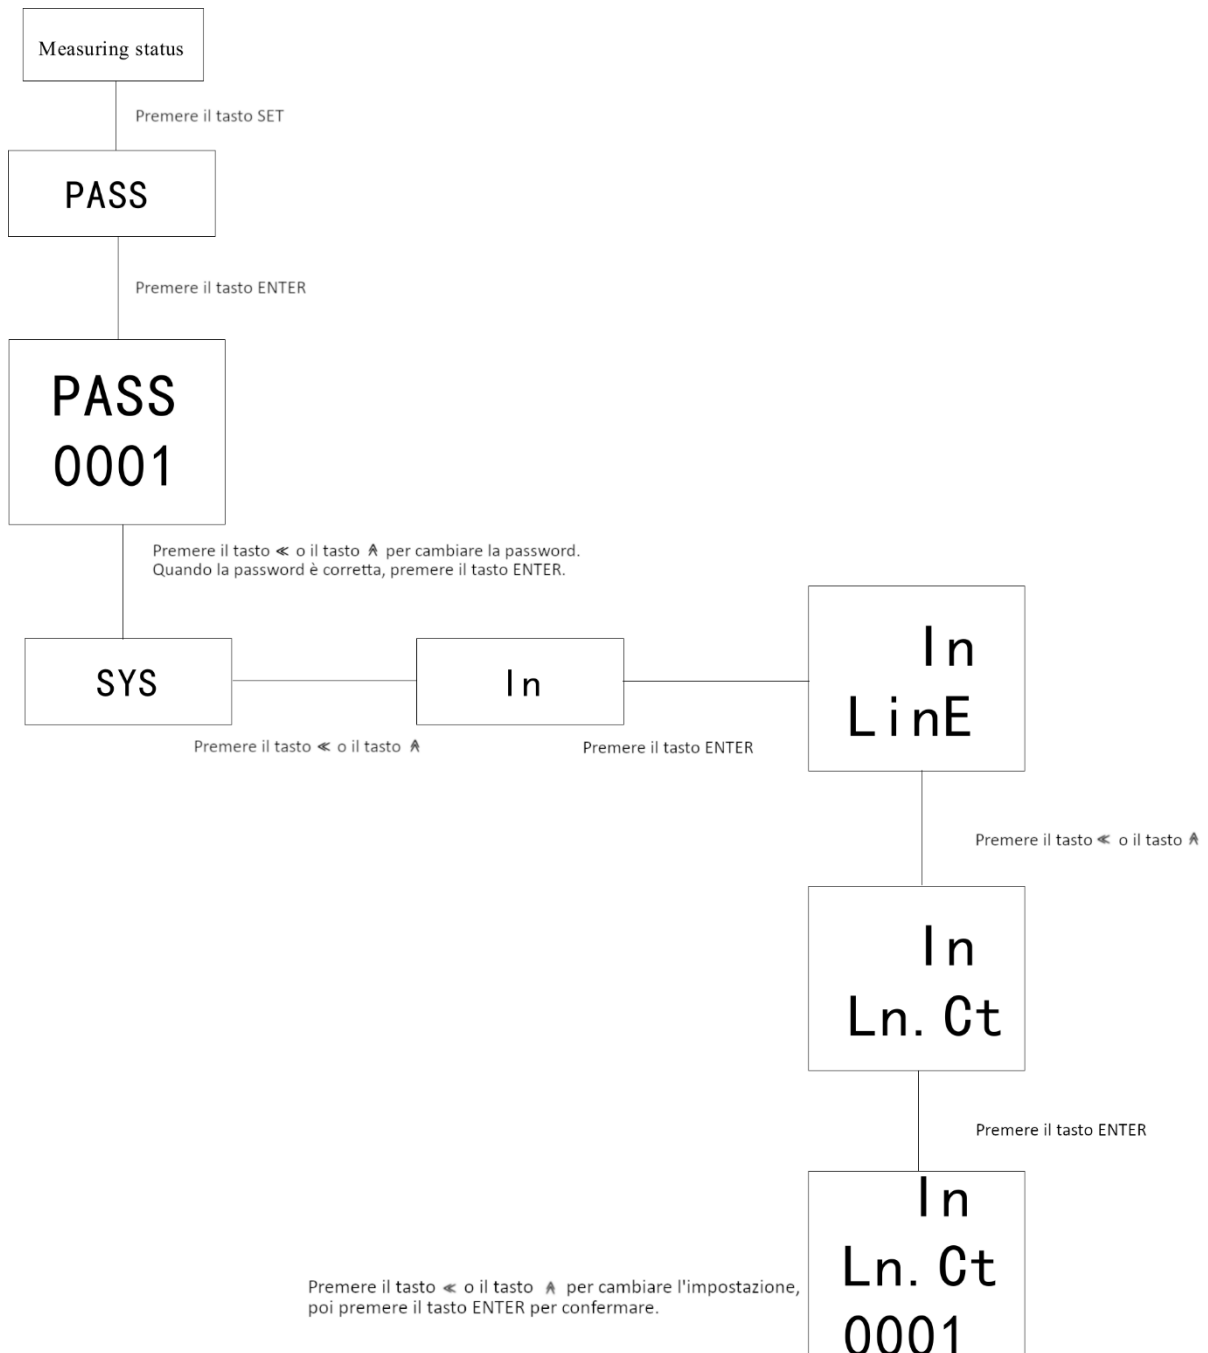 Measuring status
Premere il tasto SET
PASS
Premere il tasto ENTER
PASS
0001
Premere il tasto ≪ o il tasto ⩓ per cambiare la password.
Quando la password è corretta, premere il tasto ENTER.
SYS
Premere il tasto ≪ o il tasto ⩓
In
Premere il tasto ENTER
In
LinE
Premere il tasto ≪ o il tasto ⩓
In
Ln.Ct
Premere il tasto ENTER
In
Ln.Ct
0001
Premere il tasto ≪ o il tasto ⩓ per cambiare l'impostazione,
poi premere il tasto ENTER per confermare.